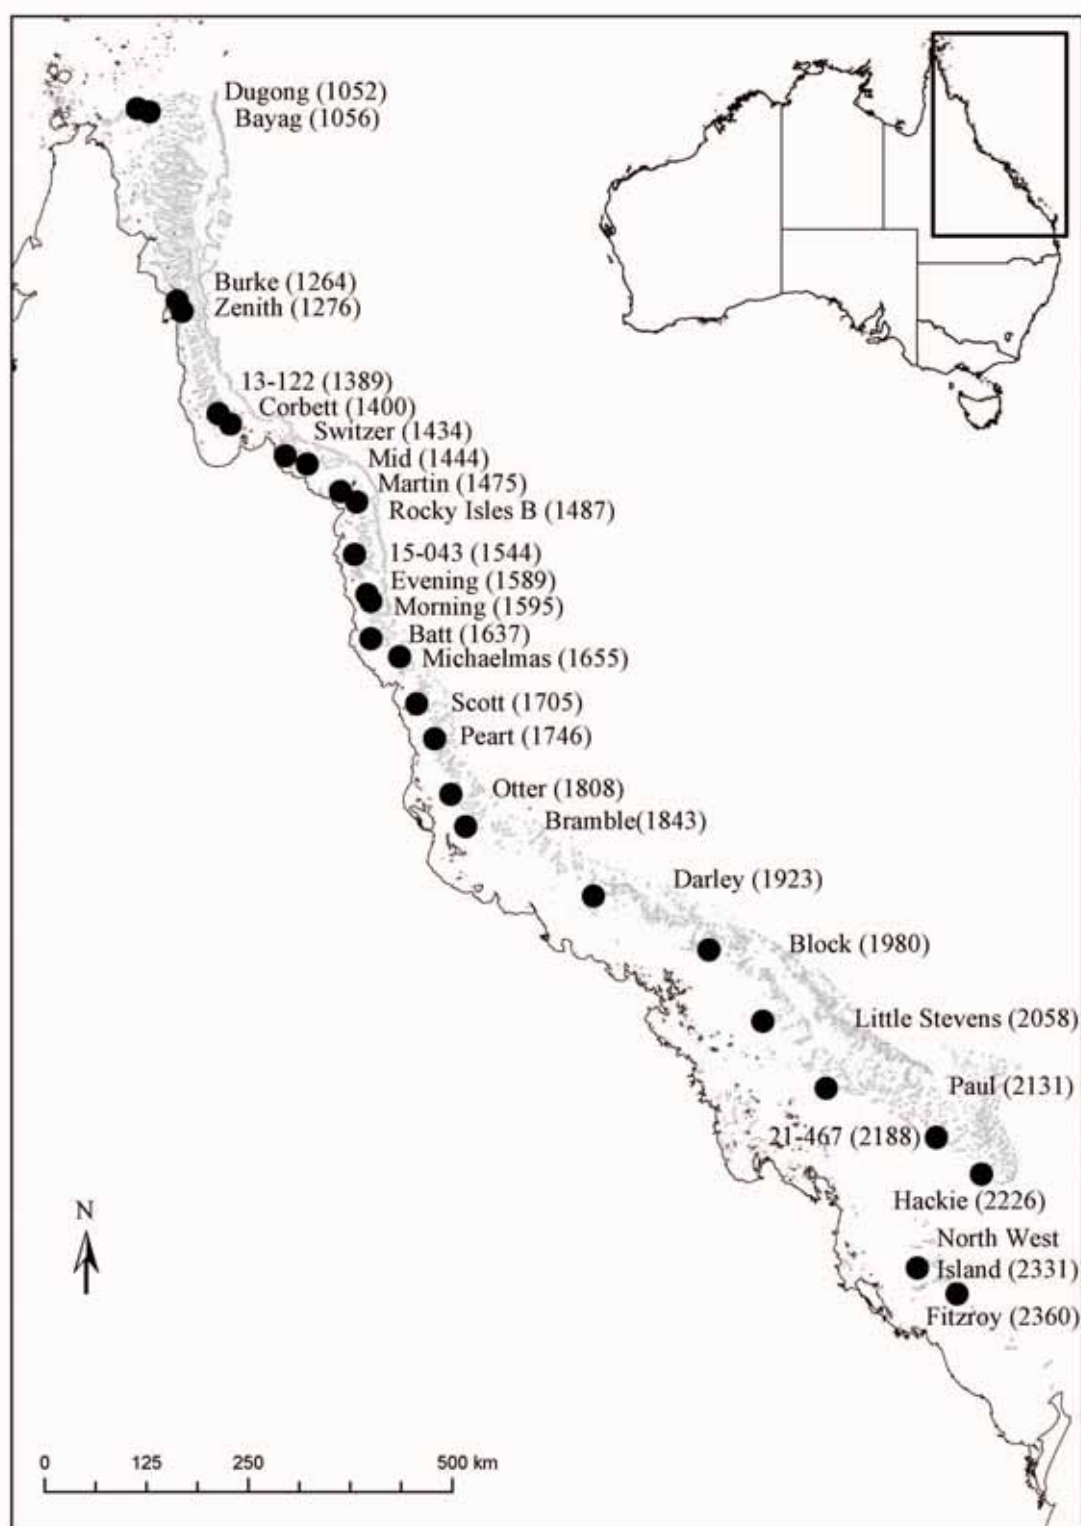 Dugong (1052)
Bayag (1056)
Burke (1264)
Zenith (1276)
13-122 (1389)
Corbett (1400)
Switzer (1434)
Mid (1444)
Martin (1475)
Rocky Isles B (1487)
15-043 (1544)
Evening (1589)
Morning (1595)
Batt (1637)
Michaelmas (1655)
Scott (1705)
Peart (1746)
Otter (1808)
Bramble(1843)
Darley (1923)
Block (1980)
Little Stevens (2058)
Paul (2131)
21-467 (2188)
Hackie (2226)
North West
Island (2331)
Fitzroy (2360)
N
0 125 250 500 km